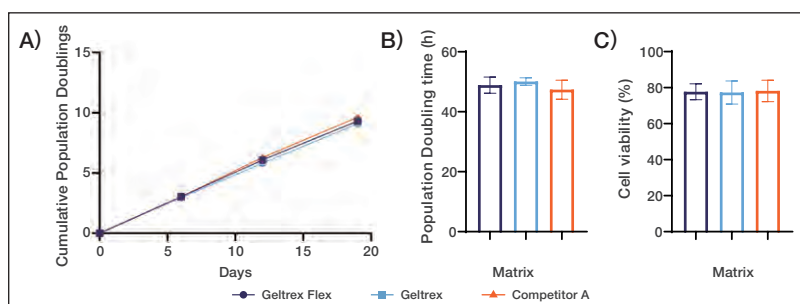 A)
Cumulative Population Doublings
15
10
5
0
0 5 10 15 20
Days
B)
Population Doubling time (h)
60
40
20
0
Matrix
C)
Cell viability (%)
100
80
60
40
20
0
Matrix
Geltrex Flex Geltrex Competitor A